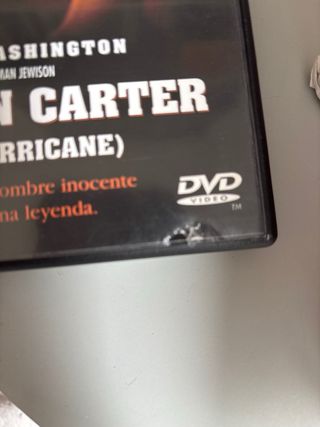 ASHINGTON
MAN JEWISON
N CARTER
RRICANE)
ombre inocente
na leyenda.
DVD
VIDEO
TM